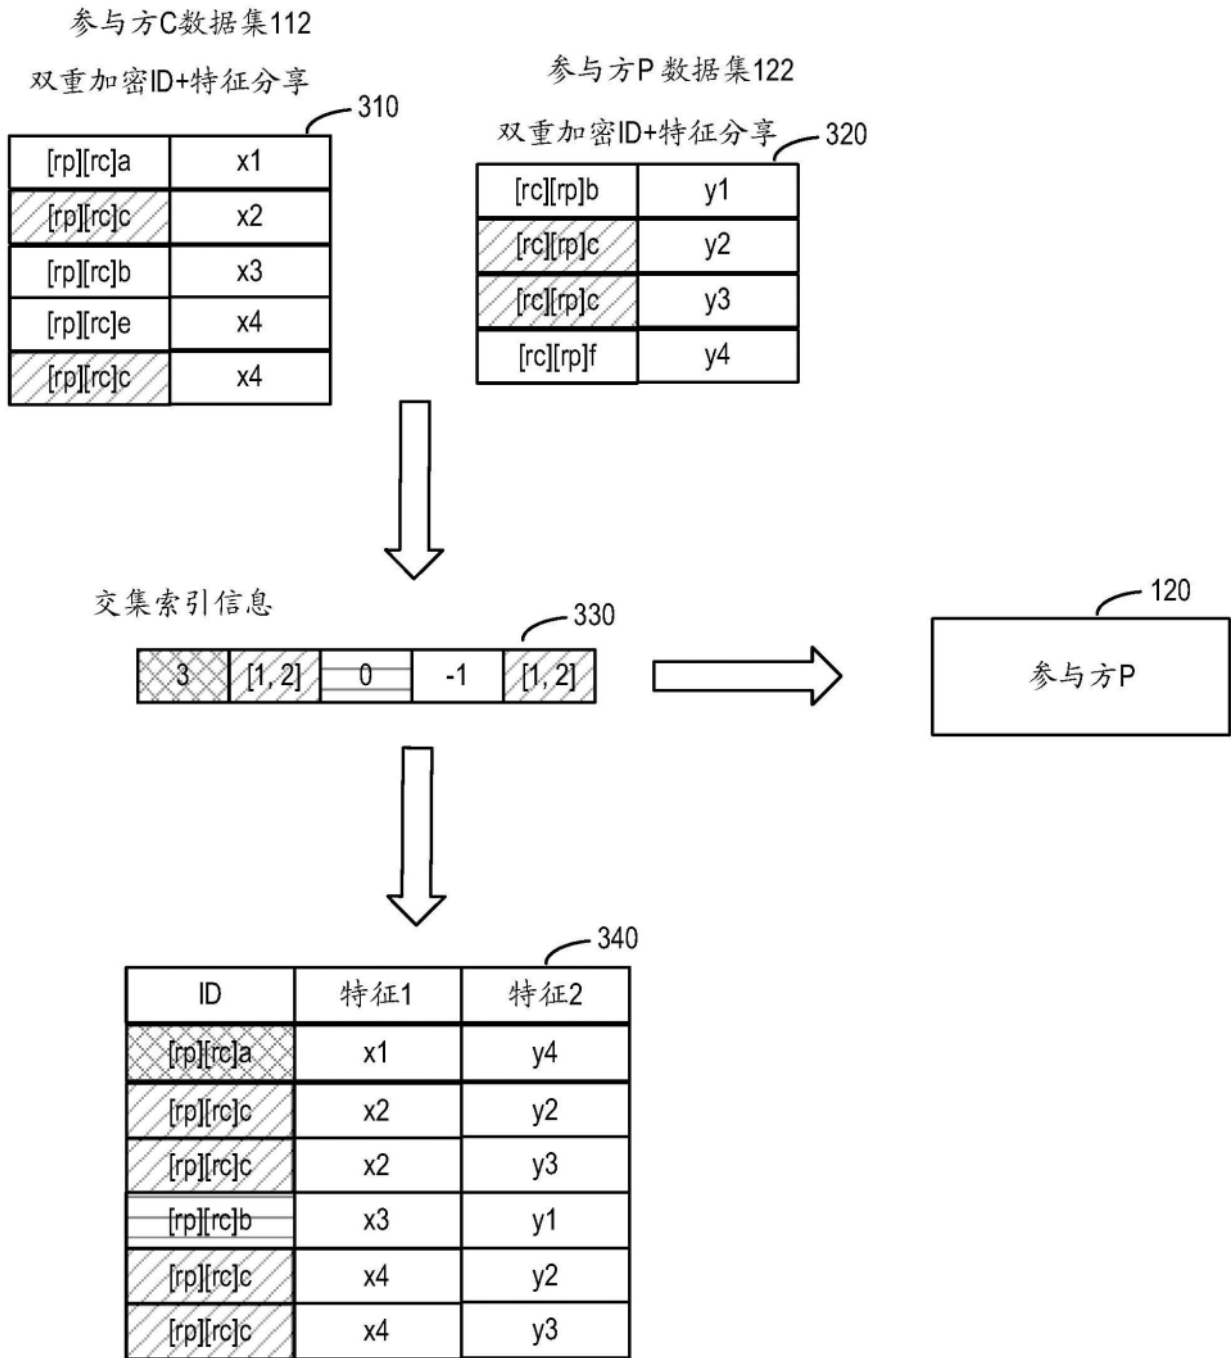 参与方C数据集112
双重加密ID+特征分享
310
[rp][rc]a x1
[rp][rc]c x2
[rp][rc]b x3
[rp][rc]e x4
[rp][rc]c x4
参与方P 数据集122
双重加密ID+特征分享
320
[rc][rp]b y1
[rc][rp]c y2
[rc][rp]c y3
[rc][rp]f y4
交集索引信息
330
3 [1, 2] 0 -1 [1, 2]
120
参与方P
340
ID 特征1 特征2
[rp][rc]a x1 y4
[rp][rc]c x2 y2
[rp][rc]c x2 y3
[rp][rc]b x3 y1
[rp][rc]c x4 y2
[rp][rc]c x4 y3